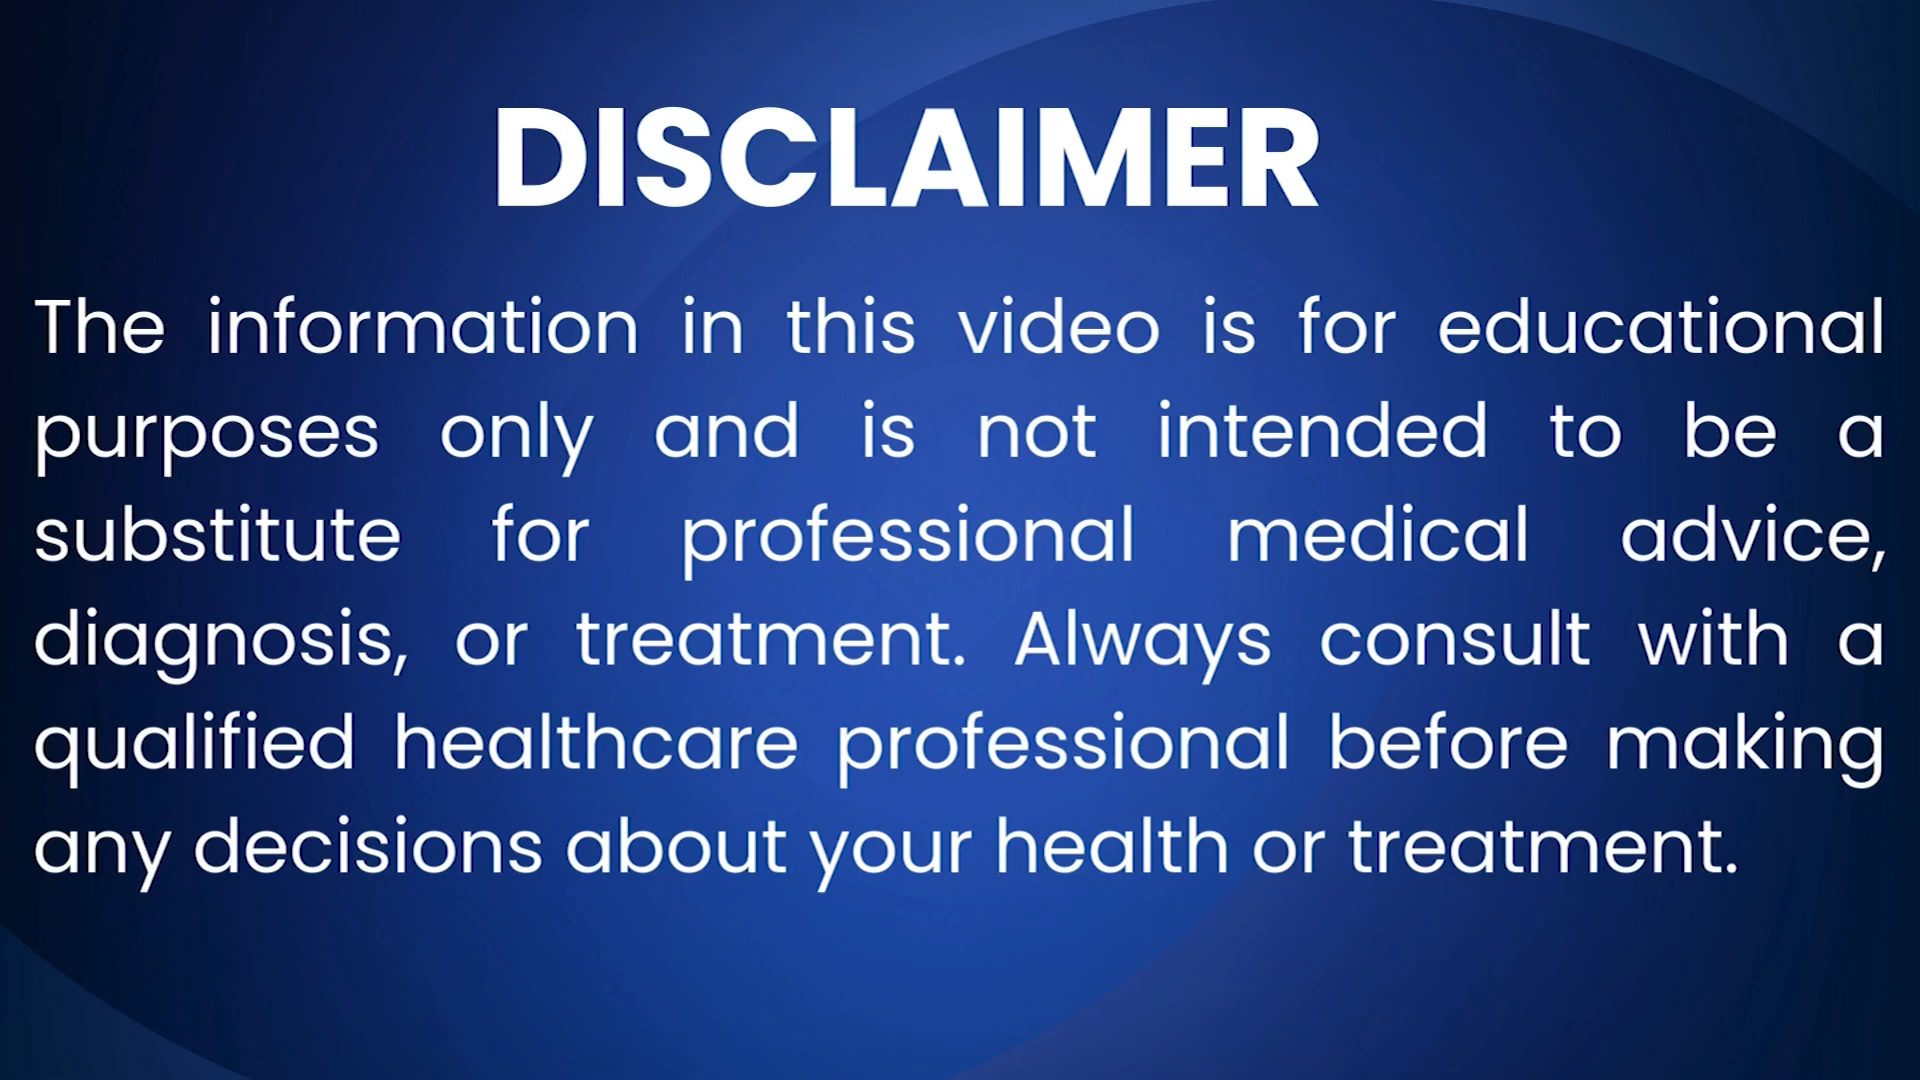 DISCLAIMER
The information in this video is for educational
purposes only and is not intended to be a
substitute for professional medical advice,
diagnosis, or treatment. Always consult with a
qualified healthcare professional before making
any decisions about your health or treatment.